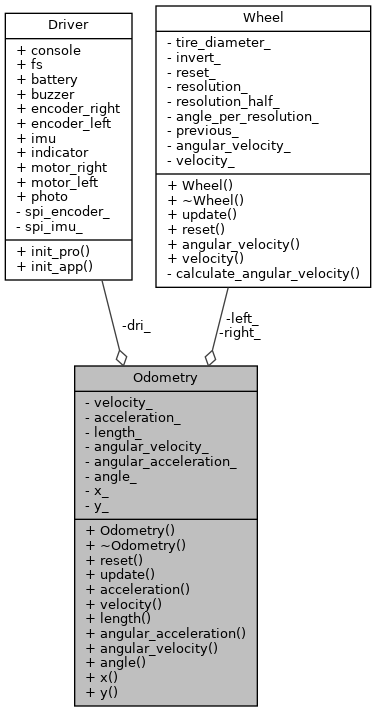 Driver
+ console
+ fs
+ battery
+ buzzer
+ encoder_right
+ encoder_left
+ imu
+ indicator
+ motor_right
+ motor_left
+ photo
- spi_encoder_
- spi_imu_
+ init_pro()
+ init_app()
Wheel
- tire_diameter_
- invert_
- reset_
- resolution_
- resolution_half_
- angle_per_resolution_
- previous_
- angular_velocity_
- velocity_
+ Wheel()
+ ~Wheel()
+ update()
+ reset()
+ angular_velocity()
+ velocity()
- calculate_angular_velocity()
-dri_
-left_
-right_
Odometry
- velocity_
- acceleration_
- length_
- angular_velocity_
- angular_acceleration_
- angle_
- x_
- y_
+ Odometry()
+ ~Odometry()
+ reset()
+ update()
+ acceleration()
+ velocity()
+ length()
+ angular_acceleration()
+ angular_velocity()
+ angle()
+ x()
+ y()